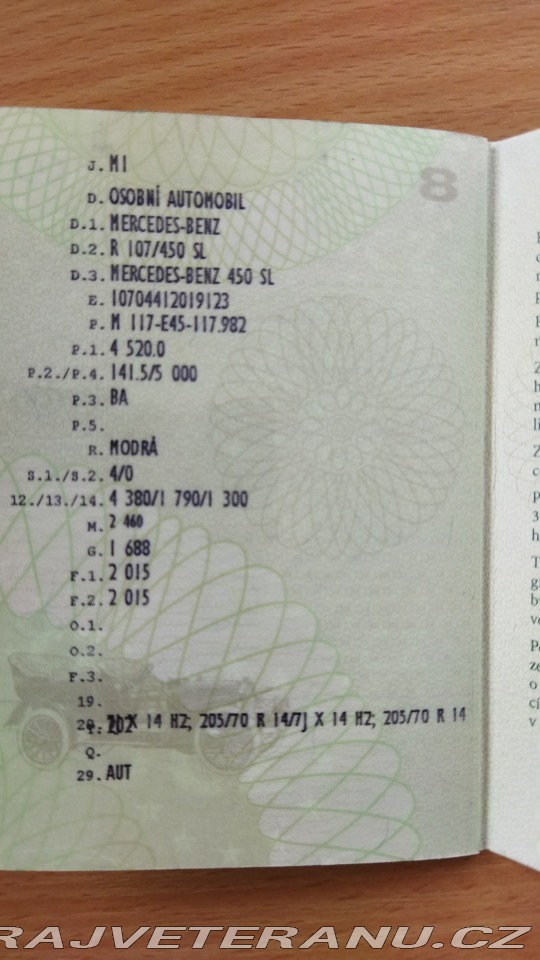 8
J. M1
D. OSOBNÍ AUTOMOBIL
D.1. MERCEDES-BENZ
D.2. R 107/450 SL
D.3. MERCEDES-BENZ 450 SL
E. 10704412019123
P. M 117-E45-117.982
P.1. 4 520.0
P.2./P.4. 141.5/5 000
P.3. BA
P.5.
R. MODRÁ
S.1./S.2. 4/0
12./13./14. 4 380/1 790/1 300
M. 2 460
G. 1 688
F.1. 2 015
F.2. 2 015
O.1.
O.2.
F.3.
19.
20. X 14 H2; 205/70 R 14/7J X 14 H2; 205/70 R 14
T. 202
Q.
29. AUT
RAJVETERANU.CZ